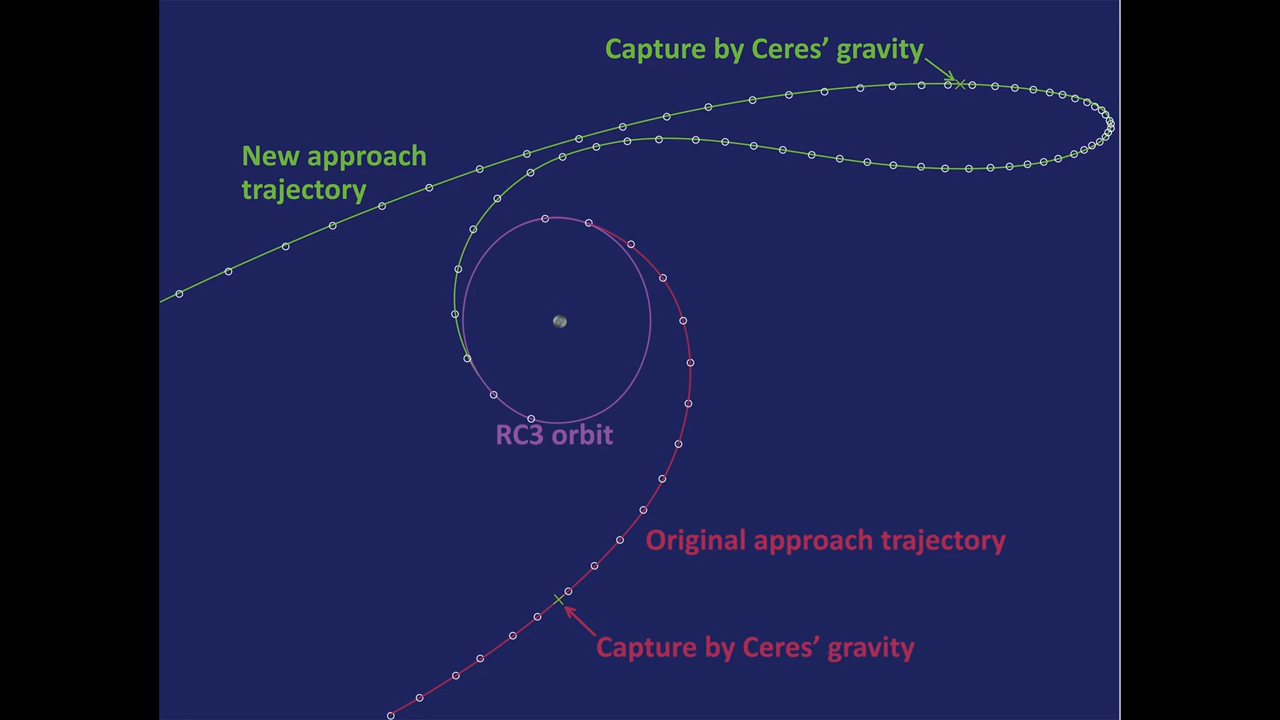 Capture by Ceres’ gravity
New approach
trajectory
RC3 orbit
Original approach trajectory
Capture by Ceres’ gravity